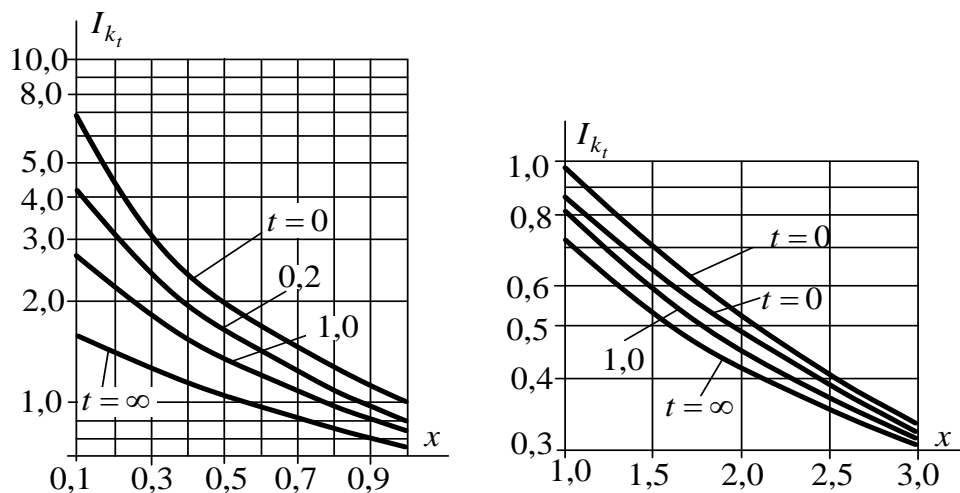 I_{k_t}
10,0
8,0
5,0
4,0
3,0
2,0
1,0
t = 0
0,2
1,0
t = ∞
x
0,1 0,3 0,5 0,7 0,9
I_{k_t}
1,0
0,8
0,6
0,5
0,4
0,3
t = 0
t = 0
1,0
t = ∞
x
1,0 1,5 2,0 2,5 3,0